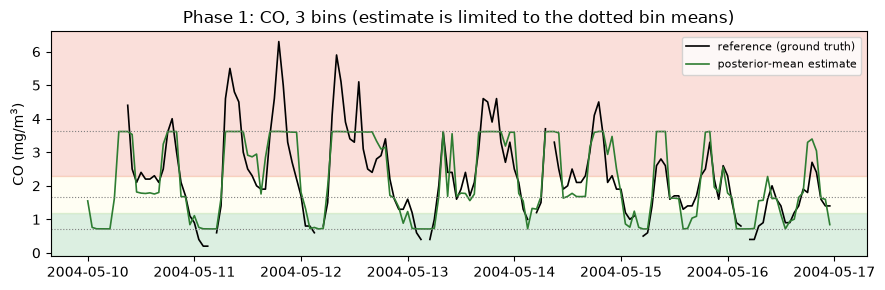 Phase 1: CO, 3 bins (estimate is limited to the dotted bin means)
reference (ground truth)
posterior-mean estimate
CO (mg/m³)
6
5
4
3
2
1
0
2004-05-10 2004-05-11 2004-05-12 2004-05-13 2004-05-14 2004-05-15 2004-05-16 2004-05-17